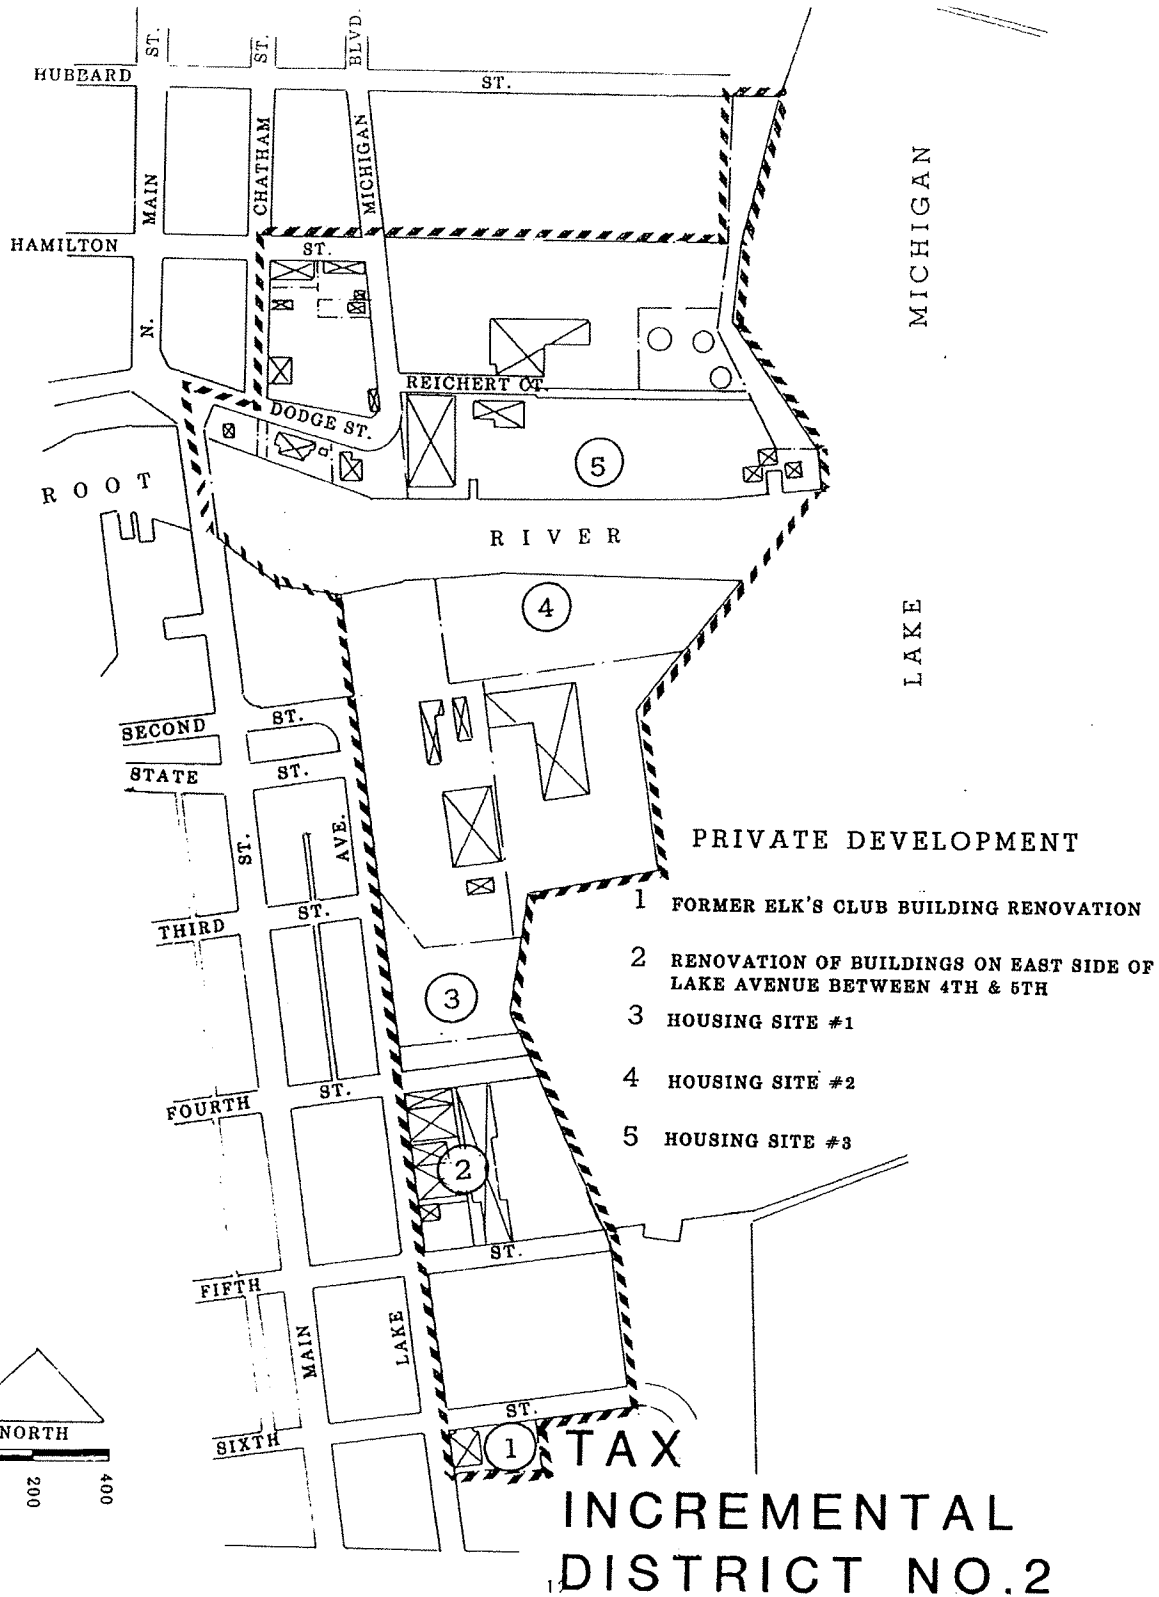 ST.
ST.
BLVD.
HUBBARD
ST.
MAIN
CHATHAM
MICHIGAN
MICHIGAN
HAMILTON
ST.
N.
REICHERT CT.
DODGE ST.
5
ROOT
RIVER
4
LAKE
SECOND
ST.
STATE
ST.
ST.
AVE.
PRIVATE DEVELOPMENT
1 FORMER ELK'S CLUB BUILDING RENOVATION
THIRD
ST.
2 RENOVATION OF BUILDINGS ON EAST SIDE OF
LAKE AVENUE BETWEEN 4TH & 5TH
3
3 HOUSING SITE #1
4 HOUSING SITE #2
FOURTH
ST.
5 HOUSING SITE #3
2
ST.
FIFTH
MAIN
LAKE
NORTH
200
400
SIXTH
ST.
1
TAX
INCREMENTAL
DISTRICT NO.2